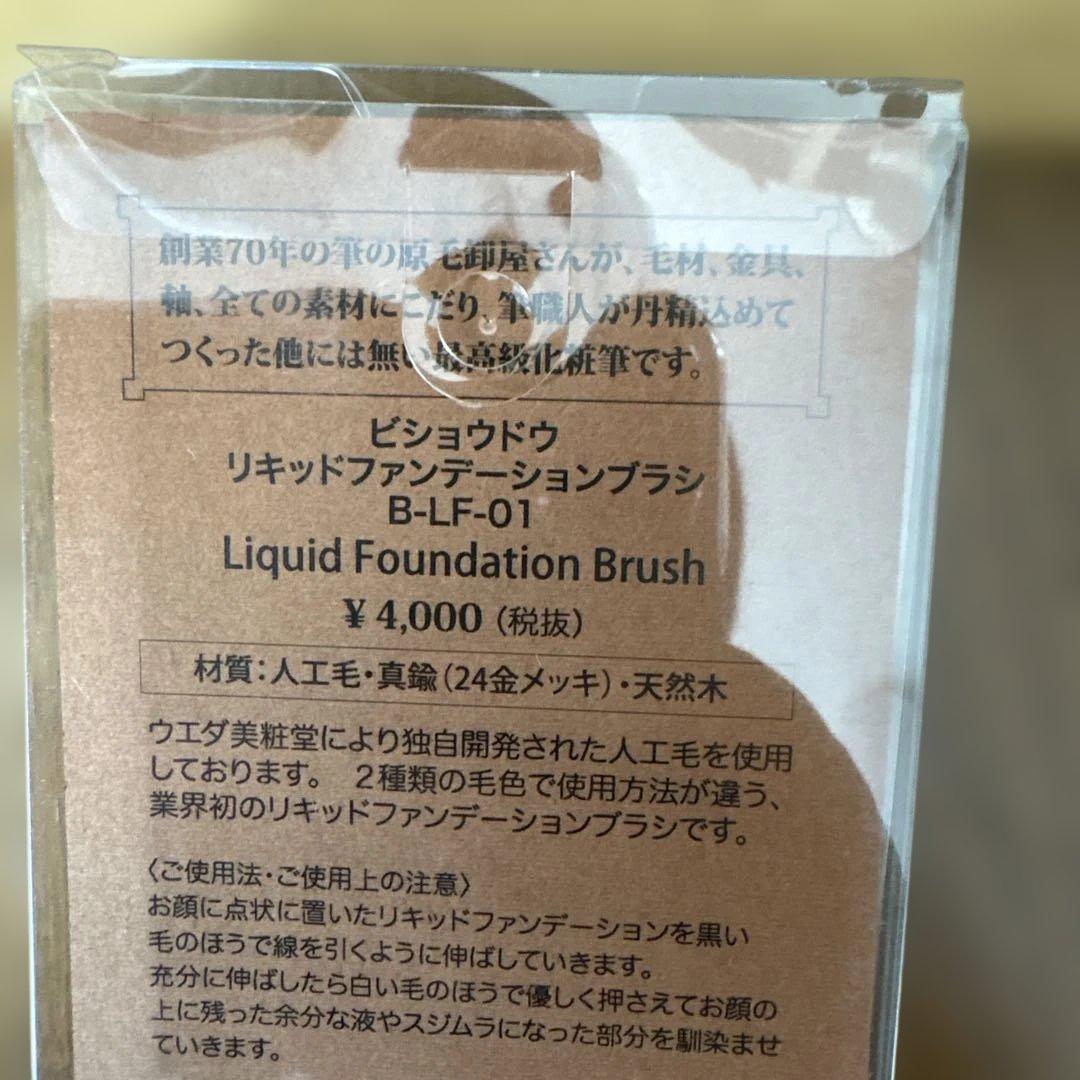 創業70年の筆の原毛卸屋さんが、毛材、金具、
軸、全ての素材にこだり、筆職人が丹精込めて
つくった他には無い最高級化粧筆です。
ビショウドウ
リキッドファンデーションブラシ
B-LF-01
Liquid Foundation Brush
¥4,000（税抜）
材質：人工毛・真鍮（24金メッキ）・天然木
ウエダ美粧堂により独自開発された人工毛を使用
しております。　2種類の毛色で使用方法が違う、
業界初のリキッドファンデーションブラシです。
〈ご使用法・ご使用上の注意〉
お顔に点状に置いたリキッドファンデーションを黒い
毛のほうで線を引くように伸ばしていきます。
充分に伸ばしたら白い毛のほうで優しく押さえてお顔の
上に残った余分な液やスジムラになった部分を馴染ませ
ていきます。